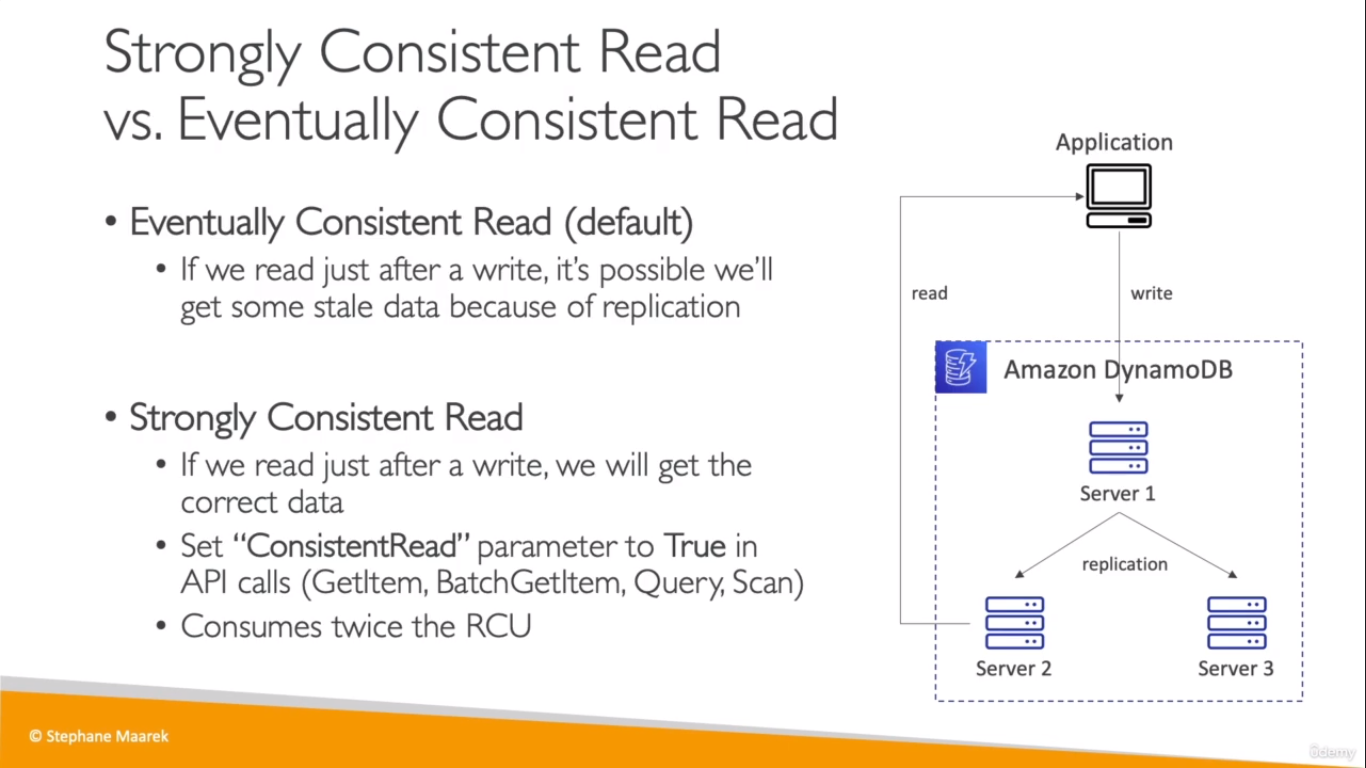 Strongly Consistent Read
vs. Eventually Consistent Read
• Eventually Consistent Read (default)
• If we read just after a write, it’s possible we’ll
get some stale data because of replication
• Strongly Consistent Read
• If we read just after a write, we will get the
correct data
• Set “ConsistentRead” parameter to True in
API calls (GetItem, BatchGetItem, Query, Scan)
• Consumes twice the RCU
Application
read
write
Amazon DynamoDB
Server 1
replication
Server 2
Server 3
© Stephane Maarek
ûdemy